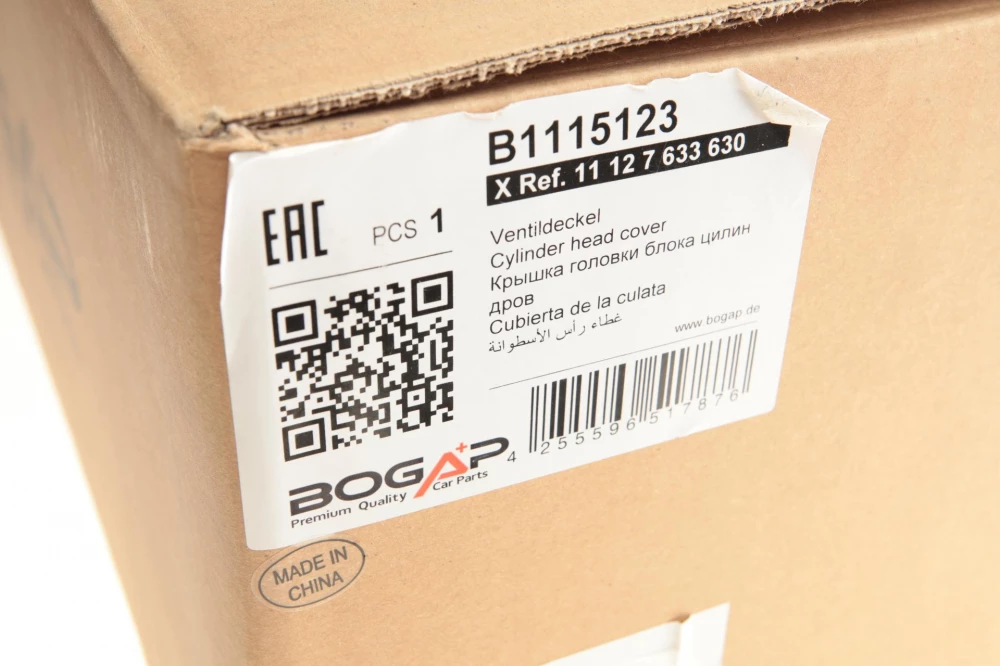 B1115123
X Ref. 11 12 7 633 630
EAC
PCS 1
Ventildeckel
Cylinder head cover
Крышка головки блока цилин
дров
Cubierta de la culata
غطاء رأس الأسطوانة
www.bogap.de
4 255596 517876
BOGAP+
Premium Quality Car Parts
MADE IN
CHINA